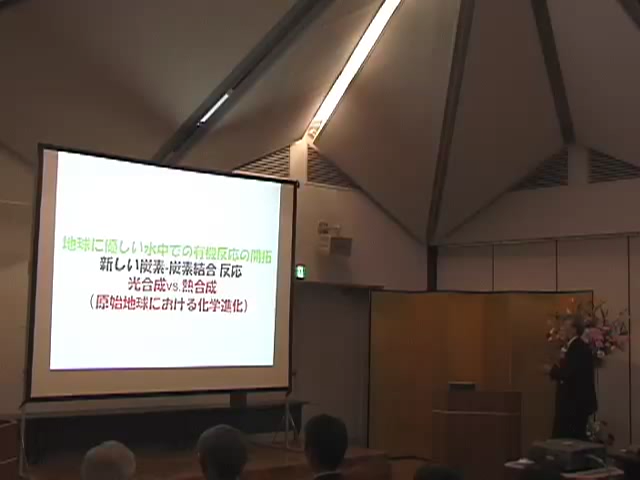 地球に優しい水中での有機反応の開拓
新しい炭素-炭素結合 反応
光合成vs.熱合成
(原始地球における化学進化)